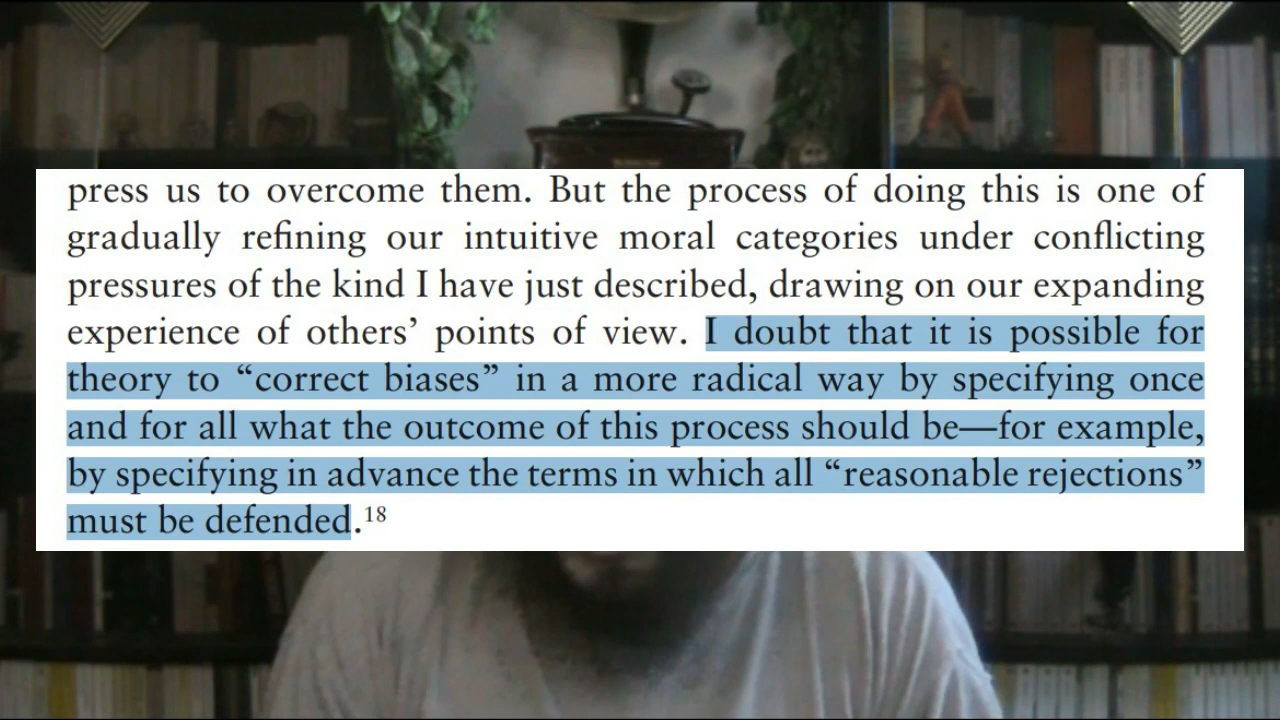 press us to overcome them. But the process of doing this is one of
gradually refining our intuitive moral categories under conflicting
pressures of the kind I have just described, drawing on our expanding
experience of others’ points of view. I doubt that it is possible for
theory to “correct biases” in a more radical way by specifying once
and for all what the outcome of this process should be—for example,
by specifying in advance the terms in which all “reasonable rejections”
must be defended.18